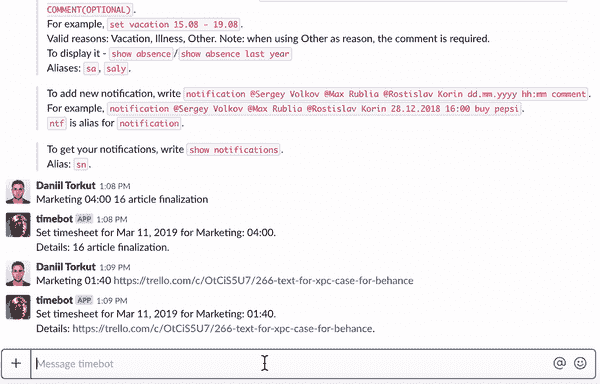 COMMENT(OPTIONAL).
For example, set vacation 15.08 - 19.08.
Valid reasons: Vacation, Illness, Other. Note: when using Other as reason, the comment is required.
To display it - show absence/show absence last year
Aliases: sa, saly.
To add new notification, write notification @Sergey Volkov @Max Rublia @Rostislav Korin dd.mm.yyyy hh:mm comment.
For example, notification @Sergey Volkov @Max Rublia @Rostislav Korin 28.12.2018 16:00 buy pepsi.
ntf is alias for notification.
To get your notifications, write show notifications.
Alias: sn.
Daniil Torkut 1:08 PM
Marketing 04:00 16 article finalization
timebot APP 1:08 PM
Set timesheet for Mar 11, 2019 for Marketing: 04:00.
Details: 16 article finalization.
Daniil Torkut 1:09 PM
Marketing 01:40 https://trello.com/c/OtCiS5U7/266-text-for-xpc-case-for-behance
timebot APP 1:09 PM
Set timesheet for Mar 11, 2019 for Marketing: 01:40.
Details: https://trello.com/c/OtCiS5U7/266-text-for-xpc-case-for-behance.
Message timebot